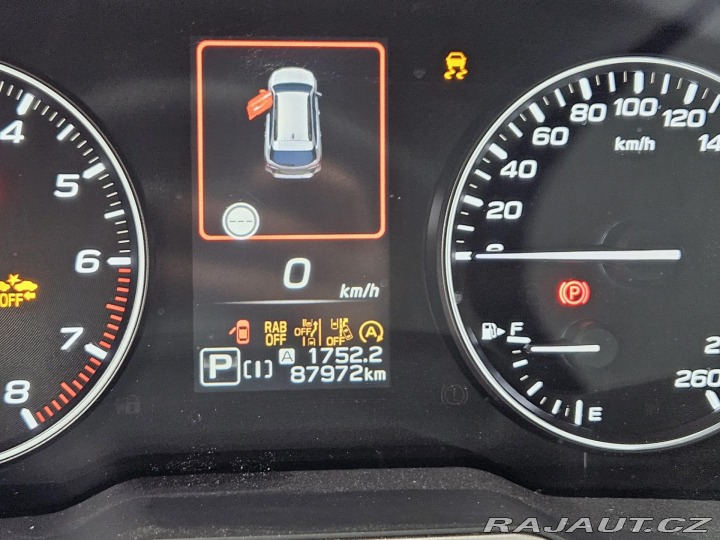 4
5
6
7
8
OFF
0 km/h
RAB OFF
OFF
OFF
A
P
A 1752.2
87972km
0
20
40
60
80
100
120
km/h
P
F
E
260
RAJAUT.CZ